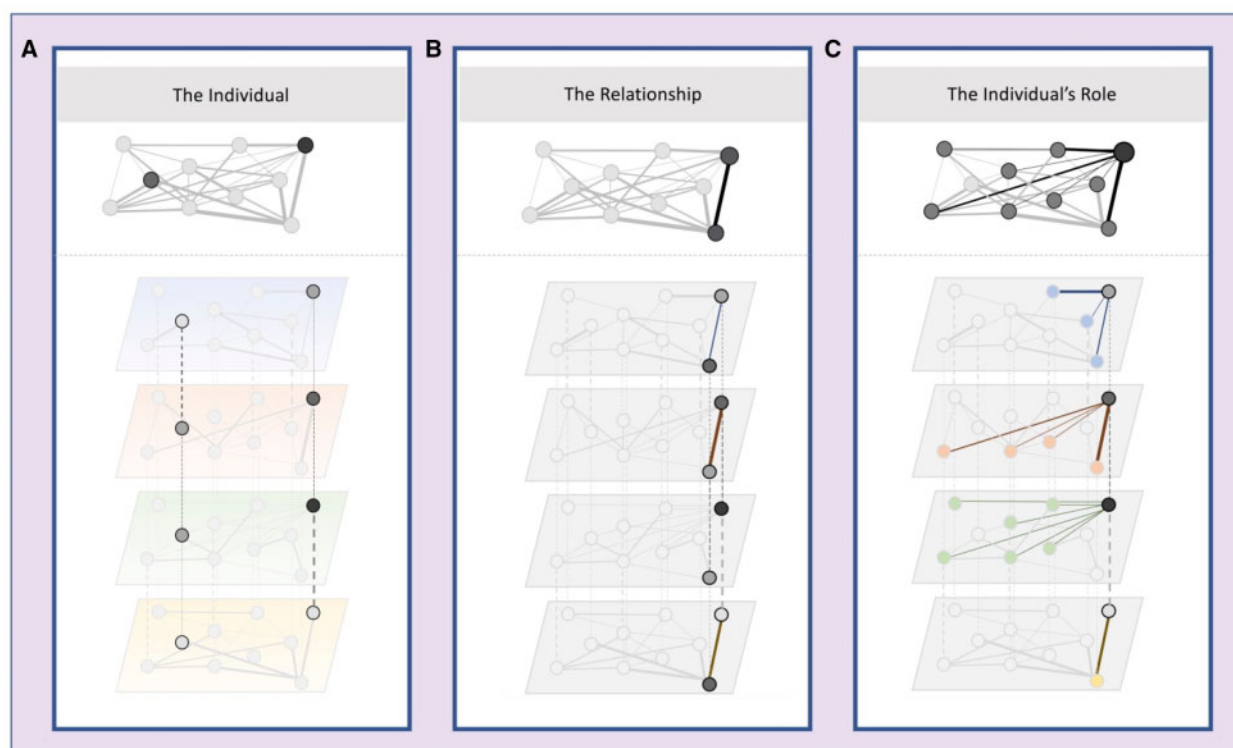 A
The Individual
B
The Relationship
C
The Individual's Role